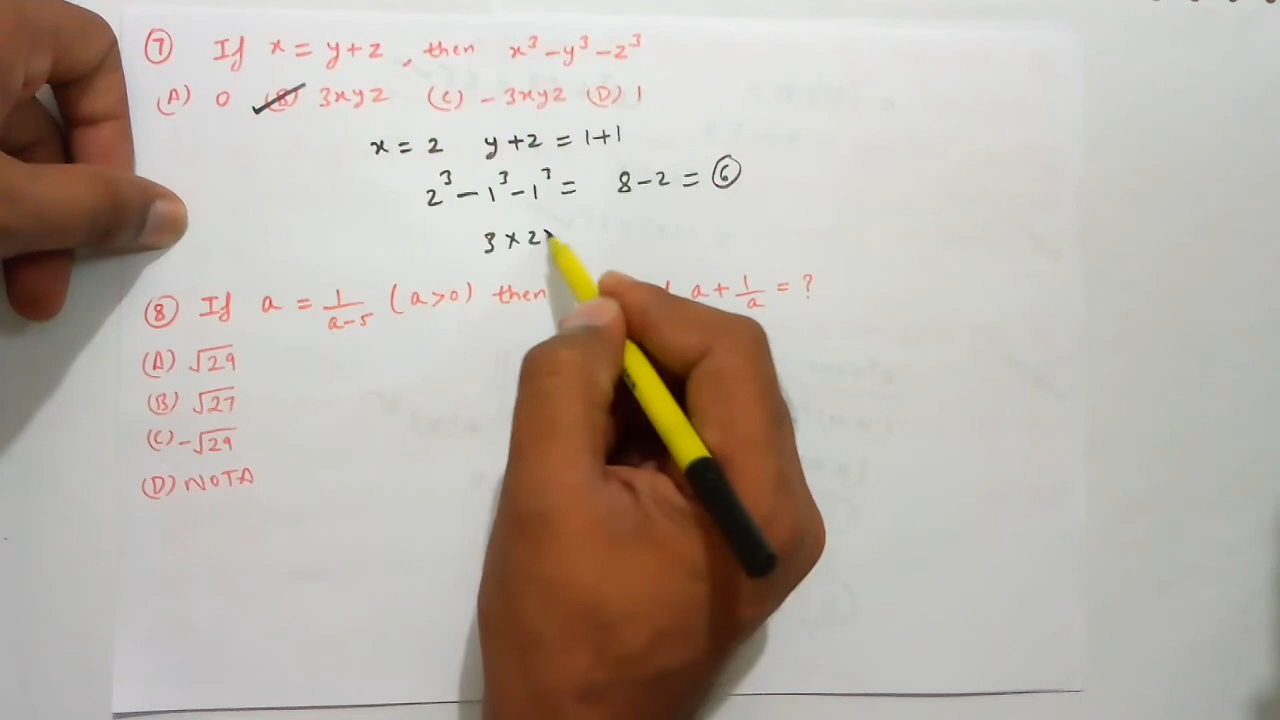 ⑦ If x = y+z, then x³ -y³ -z³
(A) 0 (B) 3xyz (C) - 3xyz (D) 1
x = 2 y+z = 1+1
2³ - 1³ - 1³ = 8-2 = ⑥
3 × 2
⑧ If a = 1/(a-5) (a>0) then a + 1/a = ?
(A) √29
(B) √27
(C) -√29
(D) NOTA